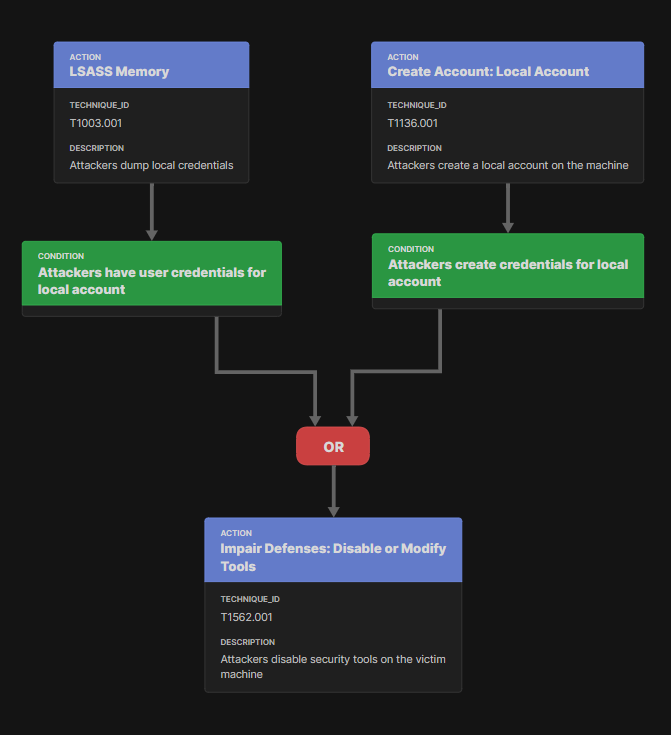 ACTION
LSASS Memory
TECHNIQUE_ID
T1003.001
DESCRIPTION
Attackers dump local credentials
ACTION
Create Account: Local Account
TECHNIQUE_ID
T1136.001
DESCRIPTION
Attackers create a local account on the machine
CONDITION
Attackers have user credentials for
local account
CONDITION
Attackers create credentials for local
account
OR
ACTION
Impair Defenses: Disable or Modify
Tools
TECHNIQUE_ID
T1562.001
DESCRIPTION
Attackers disable security tools on the victim
machine